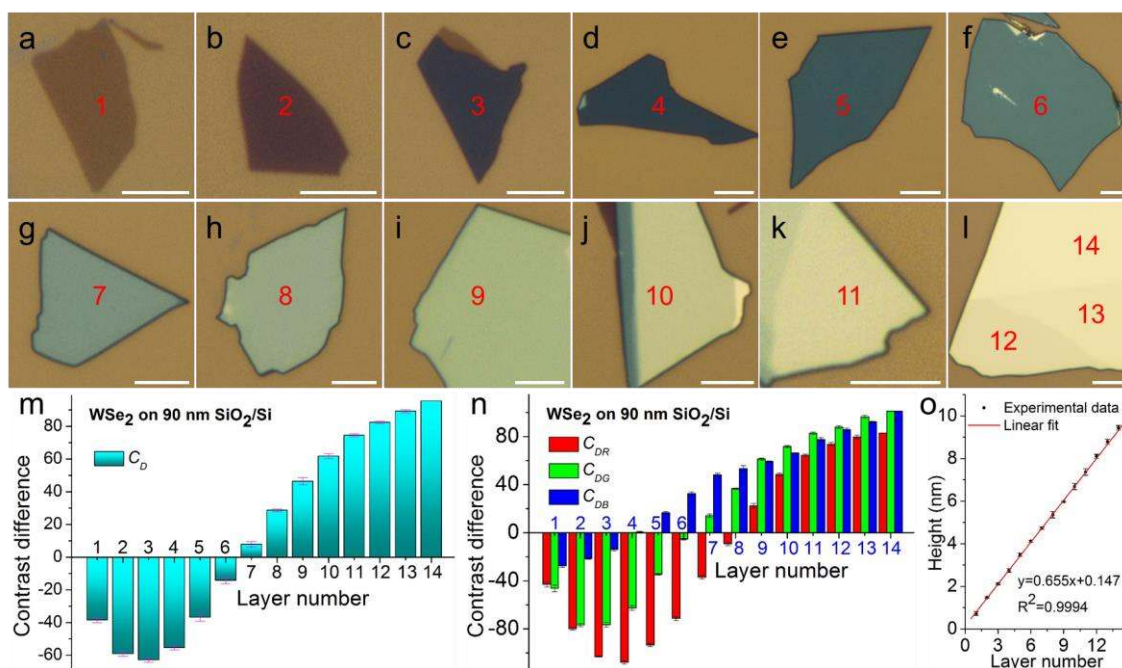 a
1
b
2
c
3
d
4
e
5
f
6
g
7
h
8
i
9
j
10
k
11
l
14
13
12
m
WSe2 on 90 nm SiO2/Si
CD
Contrast difference
80
60
40
20
0
-20
-40
-60
1 2 3 4 5 6
7 8 9 10 11 12 13 14
Layer number
n
WSe2 on 90 nm SiO2/Si
CDR
CDG
CDB
Contrast difference
80
40
0
-40
-80
1 2 3 4 5 6
7 8 9 10 11 12 13 14
Layer number
o
Experimental data
Linear fit
Height (nm)
10
8
6
4
2
0
y=0.655x+0.147
R2=0.9994
0 3 6 9 12
Layer number